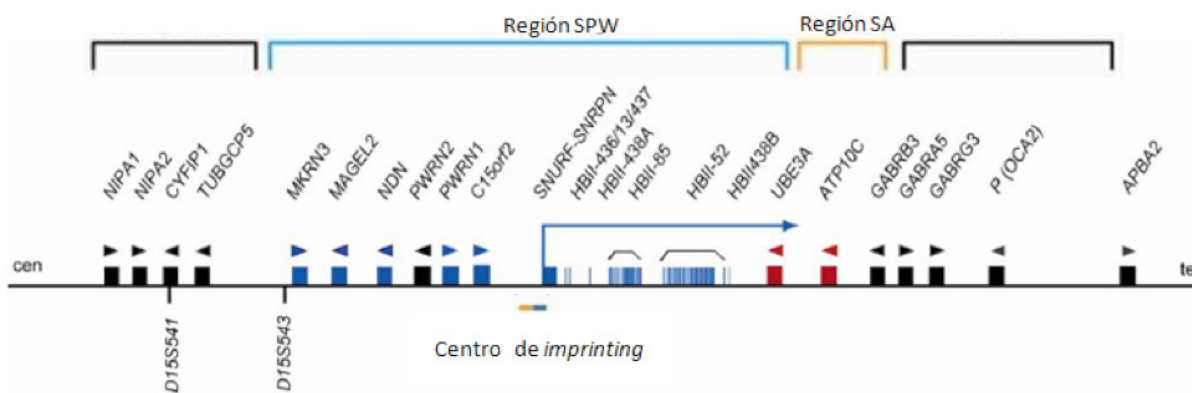 Región SPW
Región SA
NIPA1
NIPA2
CYFIP1
TUBGCP5
MKRN3
MAGEL2
NDN
PWRN2
PWRN1
C15orf2
SNURF-SNRPN
HBII-436/13/437
HBII-438A
HBII-85
HBII-52
HBII438B
UBE3A
ATP10C
GABRB3
GABRA5
GABRG3
P (OCA2)
APBA2
cen
te
D15S541
D15S543
Centro de imprinting